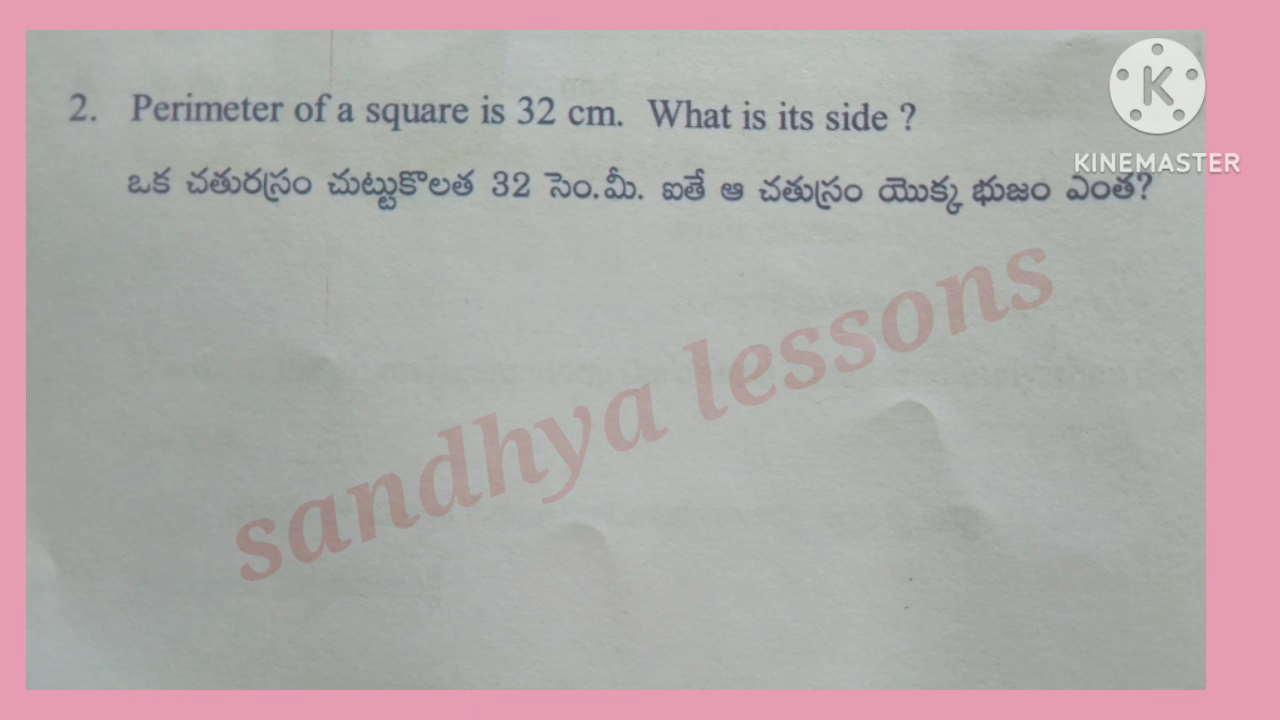 2. Perimeter of a square is 32 cm. What is its side ?
ఒక చతురస్రం చుట్టుకొలత 32 సెం.మీ. ఐతే ఆ చతుస్రం యొక్క భుజం ఎంత?
KINEMASTER
sandhya lessons